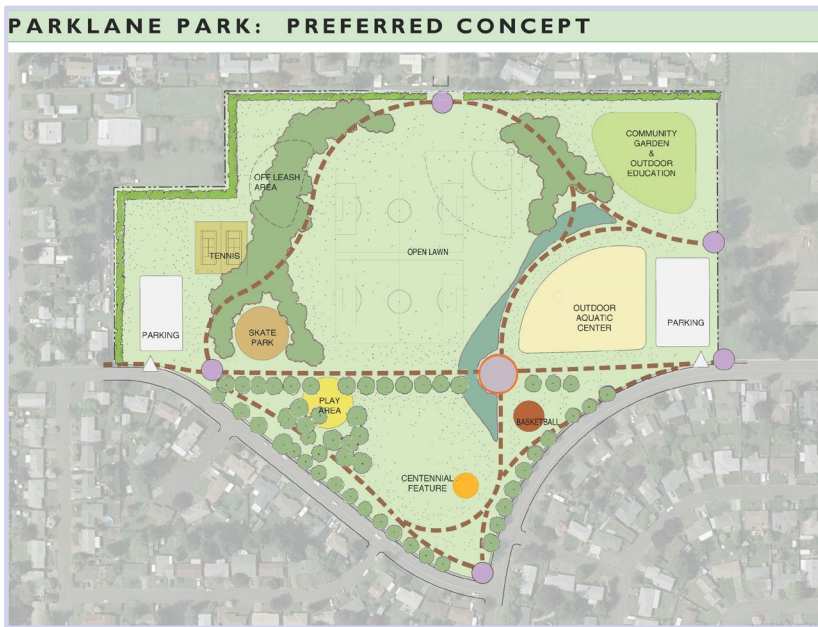 PARKLANE PARK: PREFERRED CONCEPT
COMMUNITY
GARDEN
&
OUTDOOR
EDUCATION
OFF LEASH
AREA
TENNIS
OPEN LAWN
PARKING
SKATE
PARK
OUTDOOR
AQUATIC
CENTER
PARKING
PLAY
AREA
BASKETBALL
CENTENNIAL
FEATURE